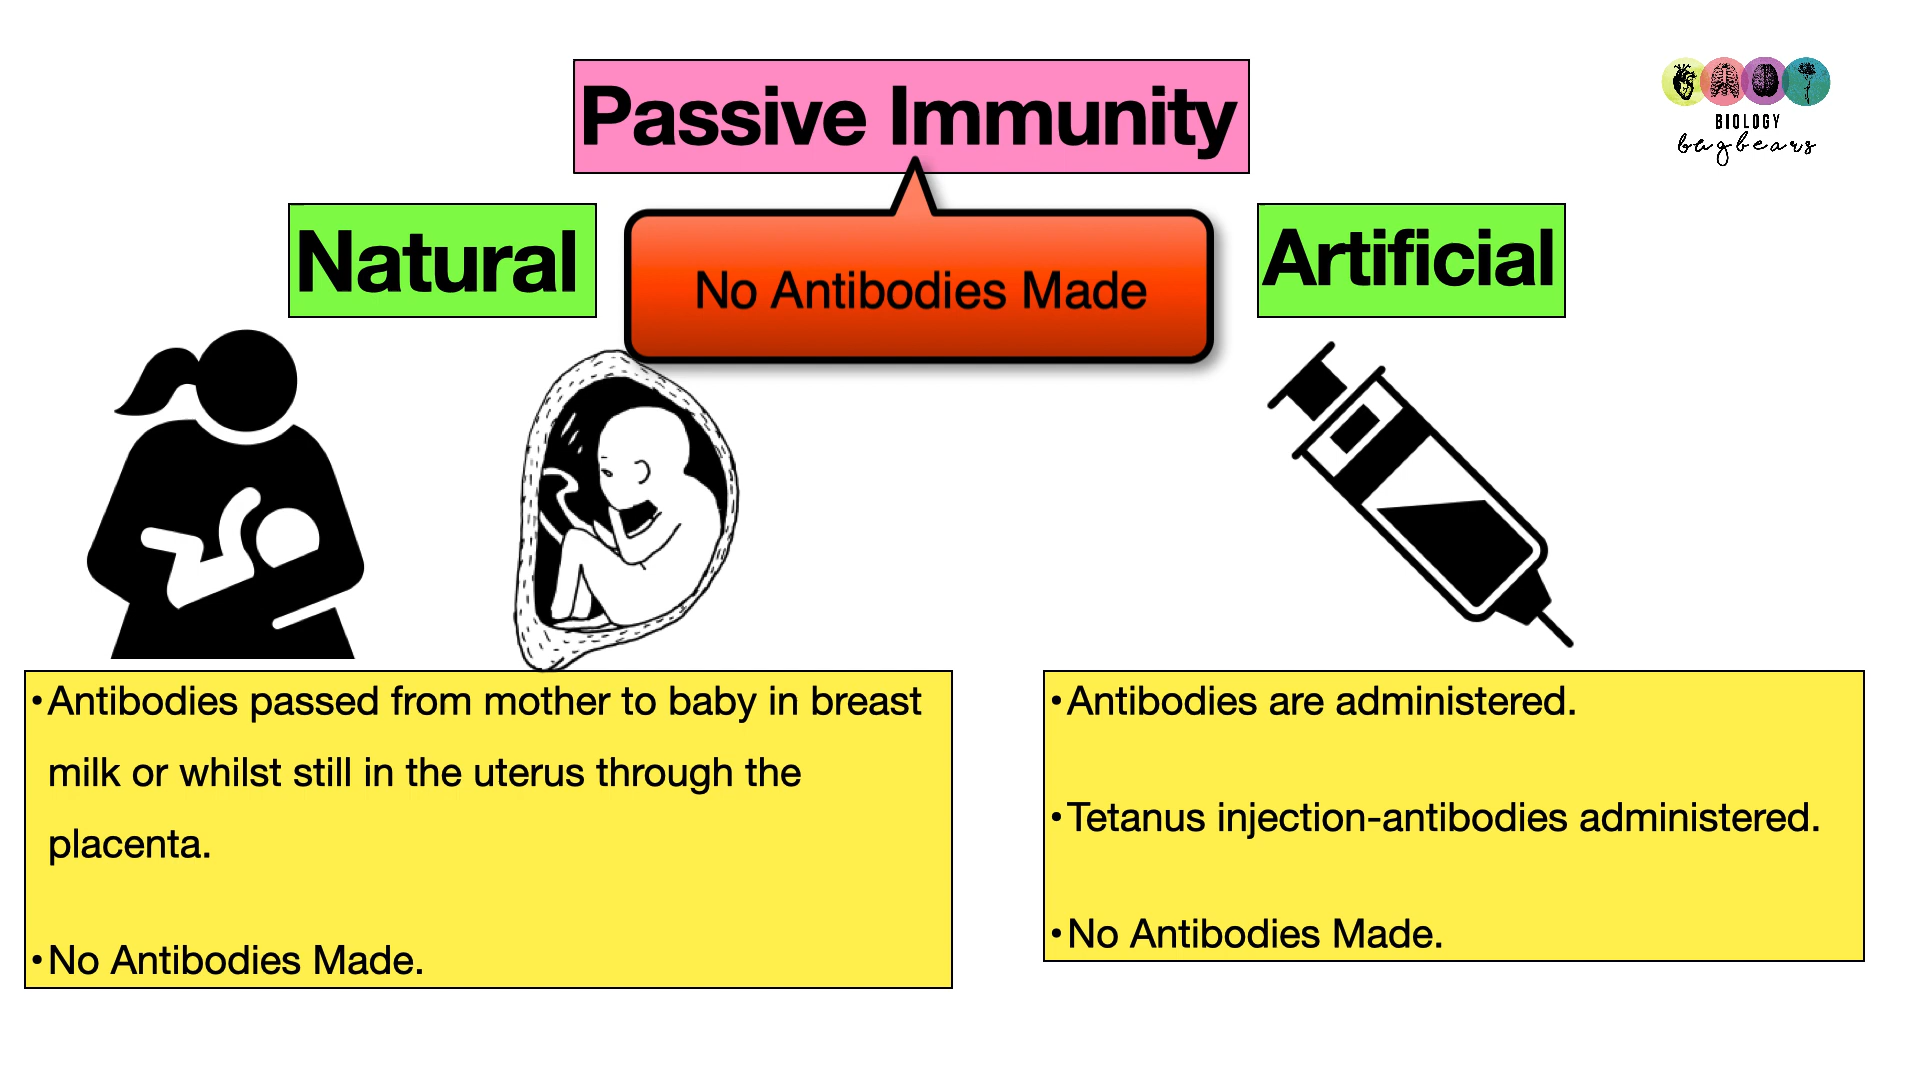 Passive Immunity
BIOLOGY
bugbears
Natural
No Antibodies Made
Artificial
•Antibodies passed from mother to baby in breast
milk or whilst still in the uterus through the
placenta.
•No Antibodies Made.
•Antibodies are administered.
•Tetanus injection-antibodies administered.
•No Antibodies Made.